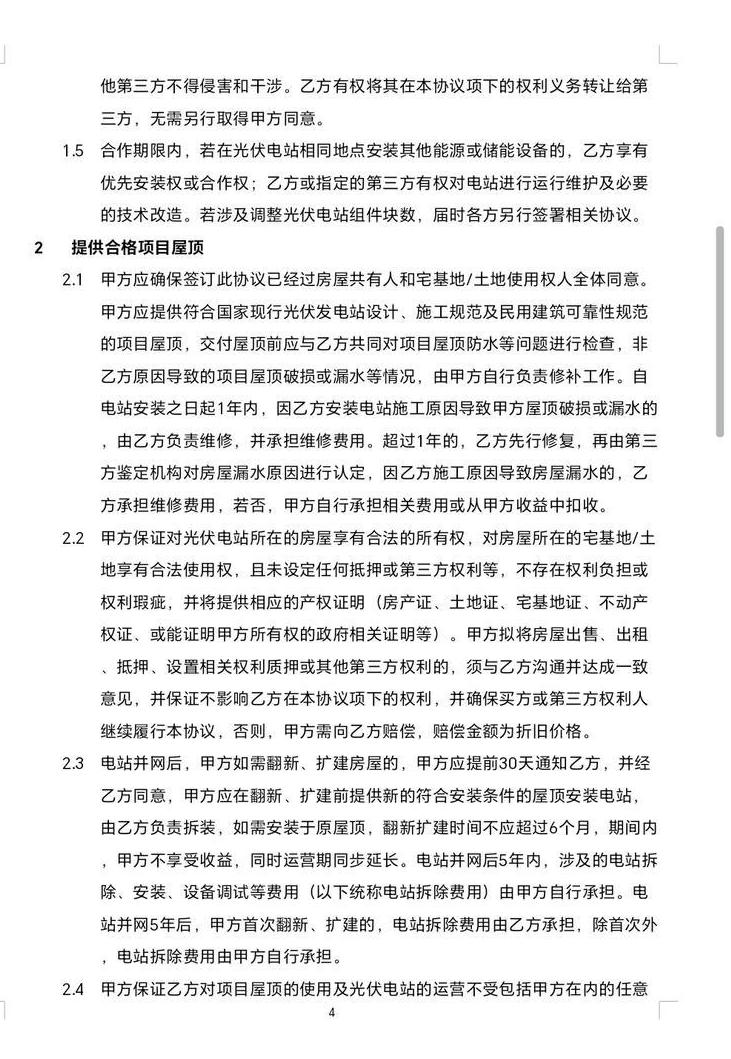 他第三方不得侵害和干涉。乙方有权将其在本协议项下的权利义务转让给第
三方，无需另行取得甲方同意。
1.5 合作期限内，若在光伏电站相同地点安装其他能源或储能设备的，乙方享有
优先安装权或合作权；乙方或指定的第三方有权对电站进行运行维护及必要
的技术改造。若涉及调整光伏电站组件块数，届时各方另行签署相关协议。
2 提供合格项目屋顶
2.1 甲方应确保签订此协议已经过房屋共有人和宅基地/土地使用权人全体同意。
甲方应提供符合国家现行光伏发电站设计、施工规范及民用建筑可靠性规范
的项目屋顶，交付屋顶前应与乙方共同对项目屋顶防水等问题进行检查，非
乙方原因导致的项目屋顶破损或漏水等情况，由甲方自行负责修补工作。自
电站安装之日起1年内，因乙方安装电站施工原因导致甲方屋顶破损或漏水的
，由乙方负责维修，并承担维修费用。超过1年的，乙方先行修复，再由第三
方鉴定机构对房屋漏水原因进行认定，因乙方施工原因导致房屋漏水的，乙
方承担维修费用，若否，甲方自行承担相关费用或从甲方收益中扣收。
2.2 甲方保证对光伏电站所在的房屋享有合法的所有权，对房屋所在的宅基地/土
地享有合法使用权，且未设定任何抵押或第三方权利等，不存在权利负担或
权利瑕疵，并将提供相应的产权证明（房产证、土地证、宅基地证、不动产
权证、或能证明甲方所有权的政府相关证明等）。甲方拟将房屋出售、出租
、抵押、设置相关权利质押或其他第三方权利的，须与乙方沟通并达成一致
意见，并保证不影响乙方在本协议项下的权利，并确保买方或第三方权利人
继续履行本协议，否则，甲方需向乙方赔偿，赔偿金额为折旧价格。
2.3 电站并网后，甲方如需翻新、扩建房屋的，甲方应提前30天通知乙方，并经
乙方同意，甲方应在翻新、扩建前提供新的符合安装条件的屋顶安装电站，
由乙方负责拆装，如需安装于原屋顶，翻新扩建时间不应超过6个月，期间内
，甲方不享受收益，同时运营期同步延长。电站并网后5年内，涉及的电站拆
除、安装、设备调试等费用（以下统称电站拆除费用）由甲方自行承担。电
站并网5年后，甲方首次翻新、扩建的，电站拆除费用由乙方承担，除首次外
，电站拆除费用由甲方自行承担。
2.4 甲方保证乙方对项目屋顶的使用及光伏电站的运营不受包括甲方在内的任意
4